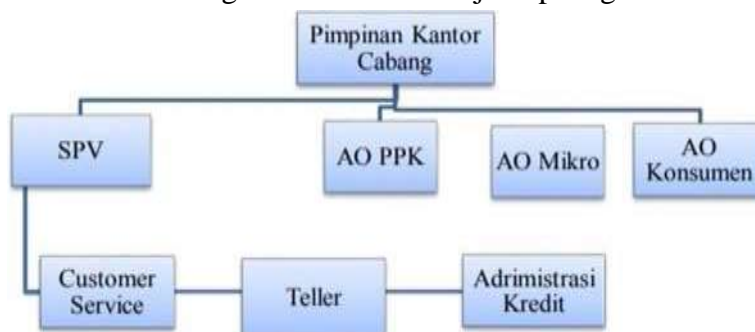 Pimpinan Kantor
Cabang
SPV
AO PPK
AO Mikro
AO
Konsumen
Customer
Service
Teller
Adrimistrasi
Kredit